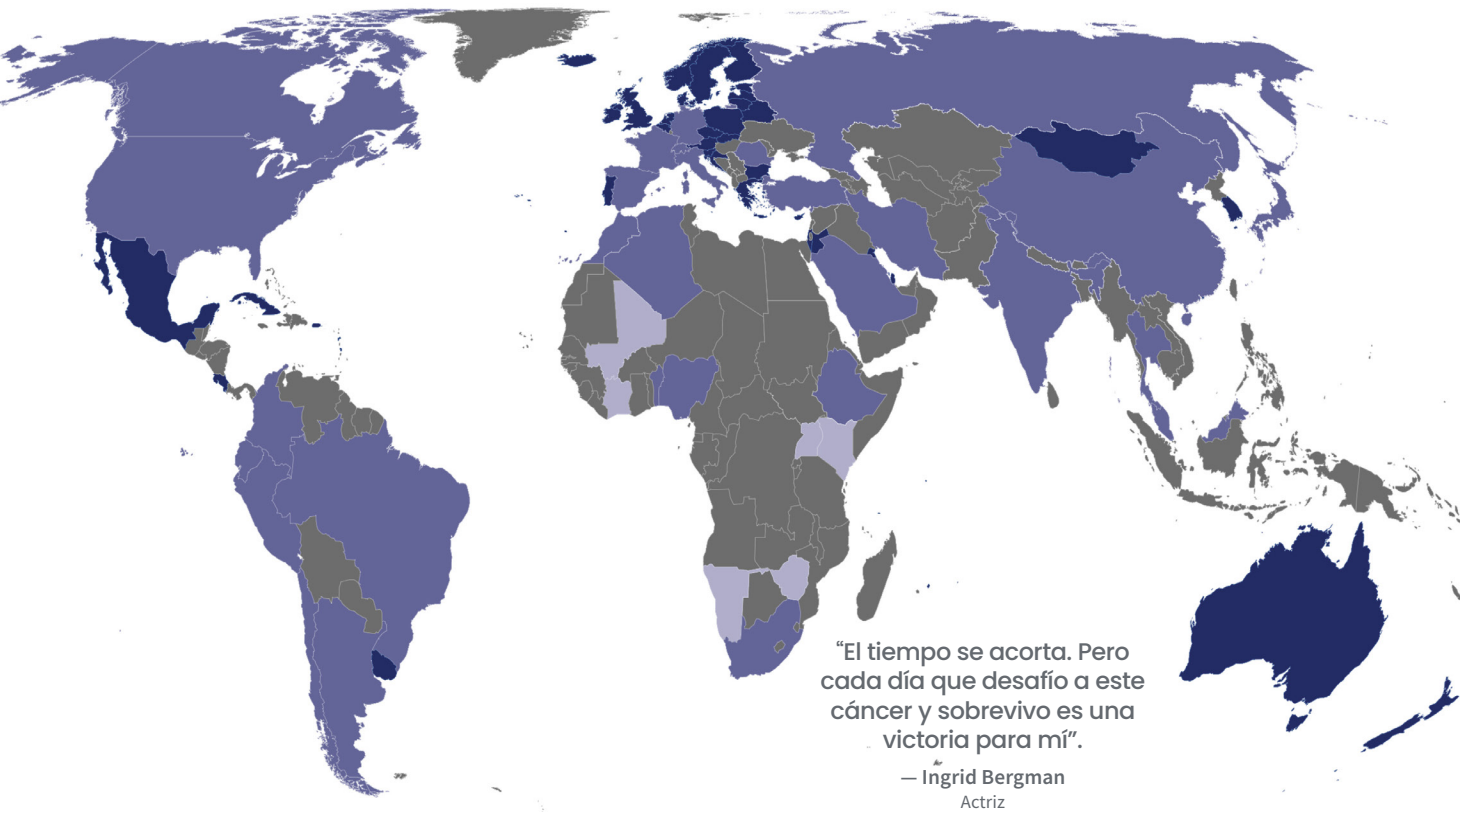 “El tiempo se acorta. Pero
cada día que desafío a este
cáncer y sobrevivo es una
victoria para mí”.
— Ingrid Bergman
Actriz